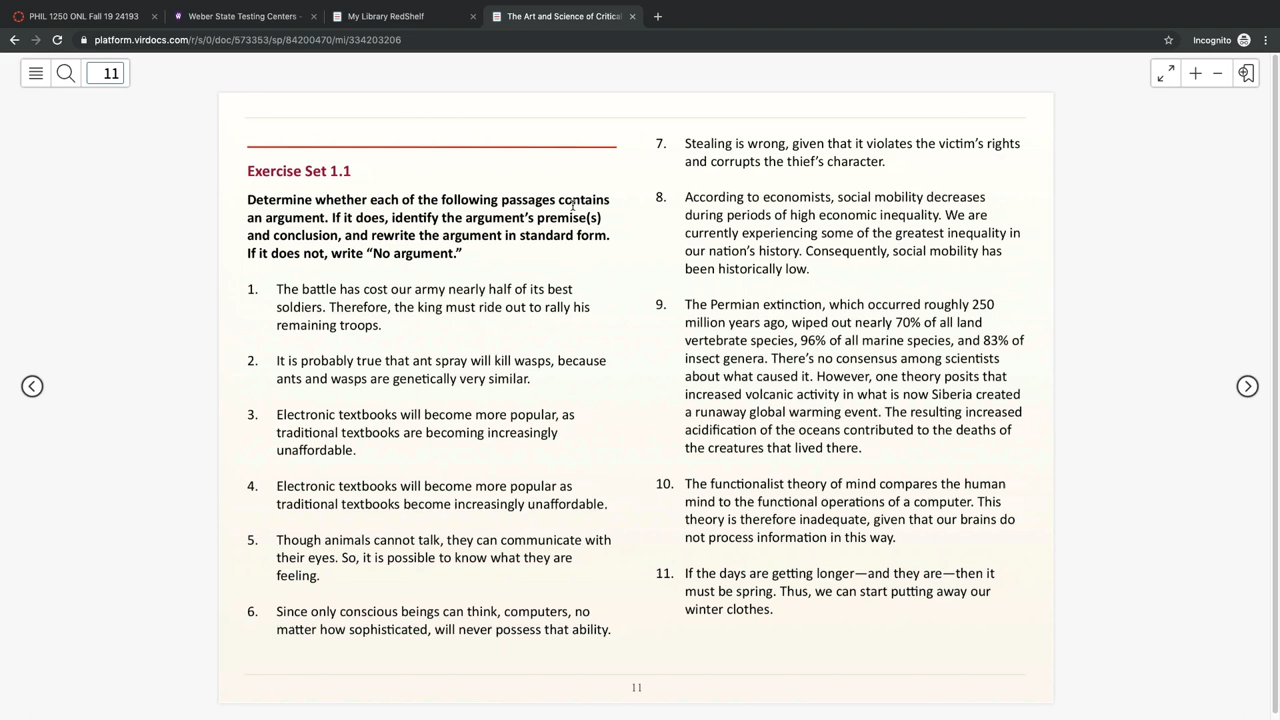 PHIL 1250 ONL Fall 19 24193
Weber State Testing Centers -
My Library RedShelf
The Art and Science of Critical
platform.virdocs.com/r/s/0/doc/573353/sp/84200470/mi/334203206
Incognito
11
Exercise Set 1.1
Determine whether each of the following passages contains
an argument. If it does, identify the argument's premise(s)
and conclusion, and rewrite the argument in standard form.
If it does not, write “No argument.”
1. The battle has cost our army nearly half of its best
soldiers. Therefore, the king must ride out to rally his
remaining troops.
2. It is probably true that ant spray will kill wasps, because
ants and wasps are genetically very similar.
3. Electronic textbooks will become more popular, as
traditional textbooks are becoming increasingly
unaffordable.
4. Electronic textbooks will become more popular as
traditional textbooks become increasingly unaffordable.
5. Though animals cannot talk, they can communicate with
their eyes. So, it is possible to know what they are
feeling.
6. Since only conscious beings can think, computers, no
matter how sophisticated, will never possess that ability.
7. Stealing is wrong, given that it violates the victim's rights
and corrupts the thief's character.
8. According to economists, social mobility decreases
during periods of high economic inequality. We are
currently experiencing some of the greatest inequality in
our nation's history. Consequently, social mobility has
been historically low.
9. The Permian extinction, which occurred roughly 250
million years ago, wiped out nearly 70% of all land
vertebrate species, 96% of all marine species, and 83% of
insect genera. There's no consensus among scientists
about what caused it. However, one theory posits that
increased volcanic activity in what is now Siberia created
a runaway global warming event. The resulting increased
acidification of the oceans contributed to the deaths of
the creatures that lived there.
10. The functionalist theory of mind compares the human
mind to the functional operations of a computer. This
theory is therefore inadequate, given that our brains do
not process information in this way.
11. If the days are getting longer—and they are—then it
must be spring. Thus, we can start putting away our
winter clothes.
11